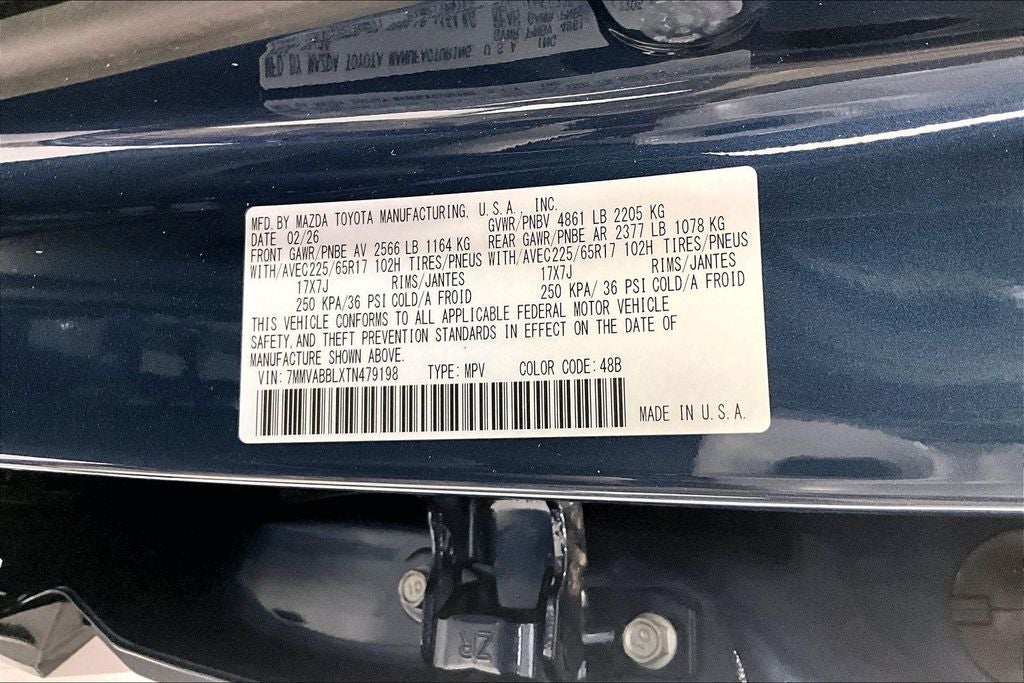 MFD. BY MAZDA TOYOTA MANUFACTURING, U.S.A., INC.
DATE 02/26 GVWR/PNBV 4861 LB 2205 KG
FRONT GAWR/PNBE AV 2566 LB 1164 KG REAR GAWR/PNBE AR 2377 LB 1078 KG
WITH/AVEC225/65R17 102H TIRES/PNEUS WITH/AVEC225/65R17 102H TIRES/PNEUS
17X7J RIMS/JANTES 17X7J RIMS/JANTES
250 KPA/ 36 PSI COLD/A FROID 250 KPA/ 36 PSI COLD/A FROID
THIS VEHICLE CONFORMS TO ALL APPLICABLE FEDERAL MOTOR VEHICLE
SAFETY, AND THEFT PREVENTION STANDARDS IN EFFECT ON THE DATE OF
MANUFACTURE SHOWN ABOVE.
VIN: 7MMVABBLXTN479198 TYPE: MPV COLOR CODE: 48B
MADE IN U.S.A.
ZR